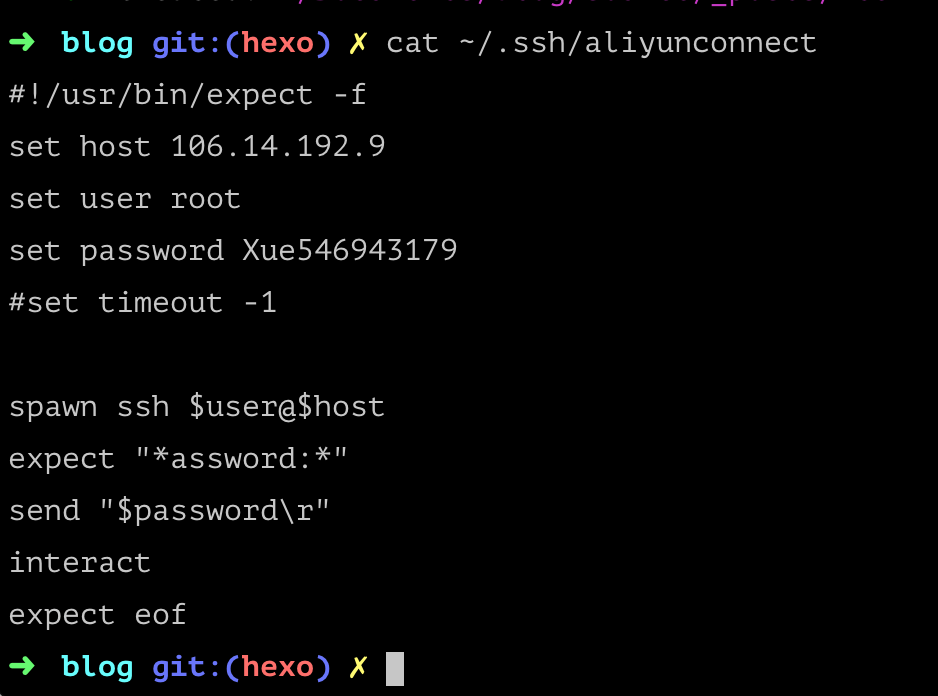 ➜ blog git:(hexo) ✗ cat ~/.ssh/aliyunconnect
#!/usr/bin/expect -f
set host 106.14.192.9
set user root
set password Xue546943179
#set timeout -1
spawn ssh $user@$host
expect "*assword:*"
send "$password\r"
interact
expect eof
➜ blog git:(hexo) ✗